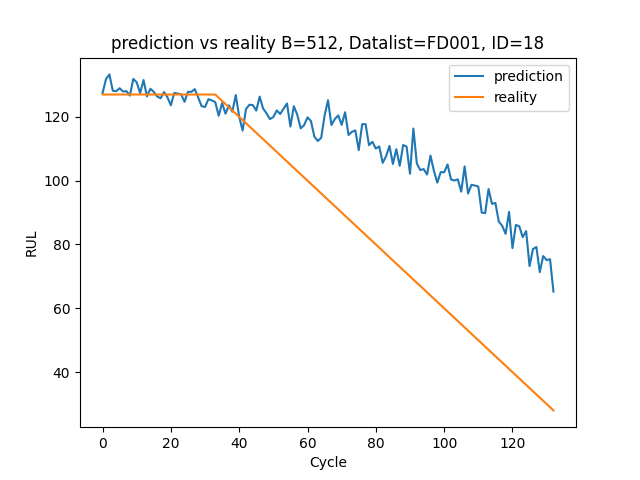 prediction vs reality B=512, Datalist=FD001, ID=18
prediction
reality
120
100
80
60
40
RUL
0 20 40 60 80 100 120
Cycle